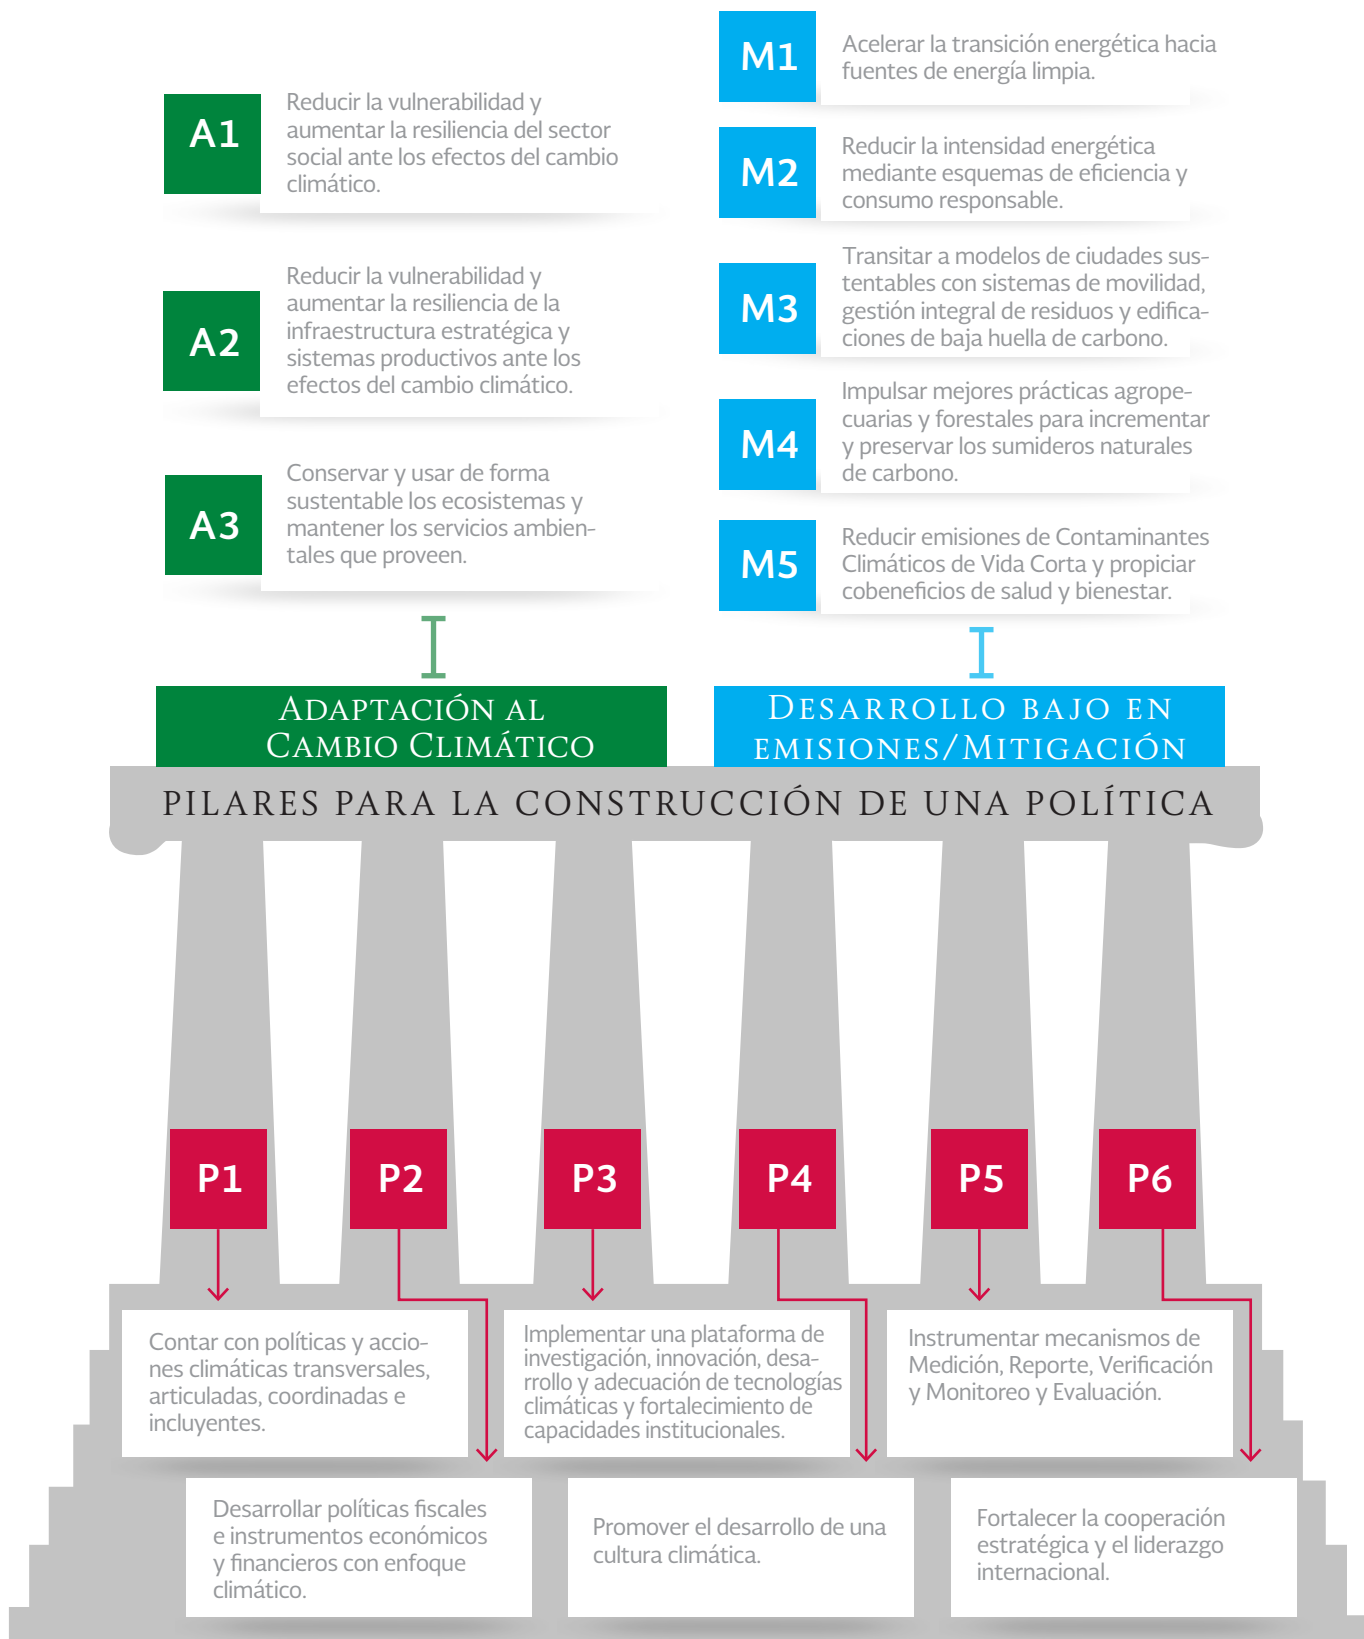 A1
Reducir la vulnerabilidad y
aumentar la resiliencia del sector
social ante los efectos del cambio
climático.
A2
Reducir la vulnerabilidad y
aumentar la resiliencia de la
infraestructura estratégica y
sistemas productivos ante los
efectos del cambio climático.
A3
Conservar y usar de forma
sustentable los ecosistemas y
mantener los servicios ambien-
tales que proveen.
M1
Acelerar la transición energética hacia
fuentes de energía limpia.
M2
Reducir la intensidad energética
mediante esquemas de eficiencia y
consumo responsable.
M3
Transitar a modelos de ciudades sus-
tentables con sistemas de movilidad,
gestión integral de residuos y edifica-
ciones de baja huella de carbono.
M4
Impulsar mejores prácticas agrope-
cuarias y forestales para incrementar
y preservar los sumideros naturales
de carbono.
M5
Reducir emisiones de Contaminantes
Climáticos de Vida Corta y propiciar
cobeneficios de salud y bienestar.
Adaptación al
Cambio Climático
Desarrollo bajo en
emisiones/Mitigación
PILARES PARA LA CONSTRUCCIÓN DE UNA POLÍTICA
P1
P2
P3
P4
P5
P6
Contar con políticas y accio-
nes climáticas transversales,
articuladas, coordinadas e
incluyentes.
Implementar una plataforma de
investigación, innovación, desa-
rrollo y adecuación de tecnologías
climáticas y fortalecimiento de
capacidades institucionales.
Instrumentar mecanismos de
Medición, Reporte, Verificación
y Monitoreo y Evaluación.
Desarrollar políticas fiscales
e instrumentos económicos
y financieros con enfoque
climático.
Promover el desarrollo de una
cultura climática.
Fortalecer la cooperación
estratégica y el liderazgo
internacional.